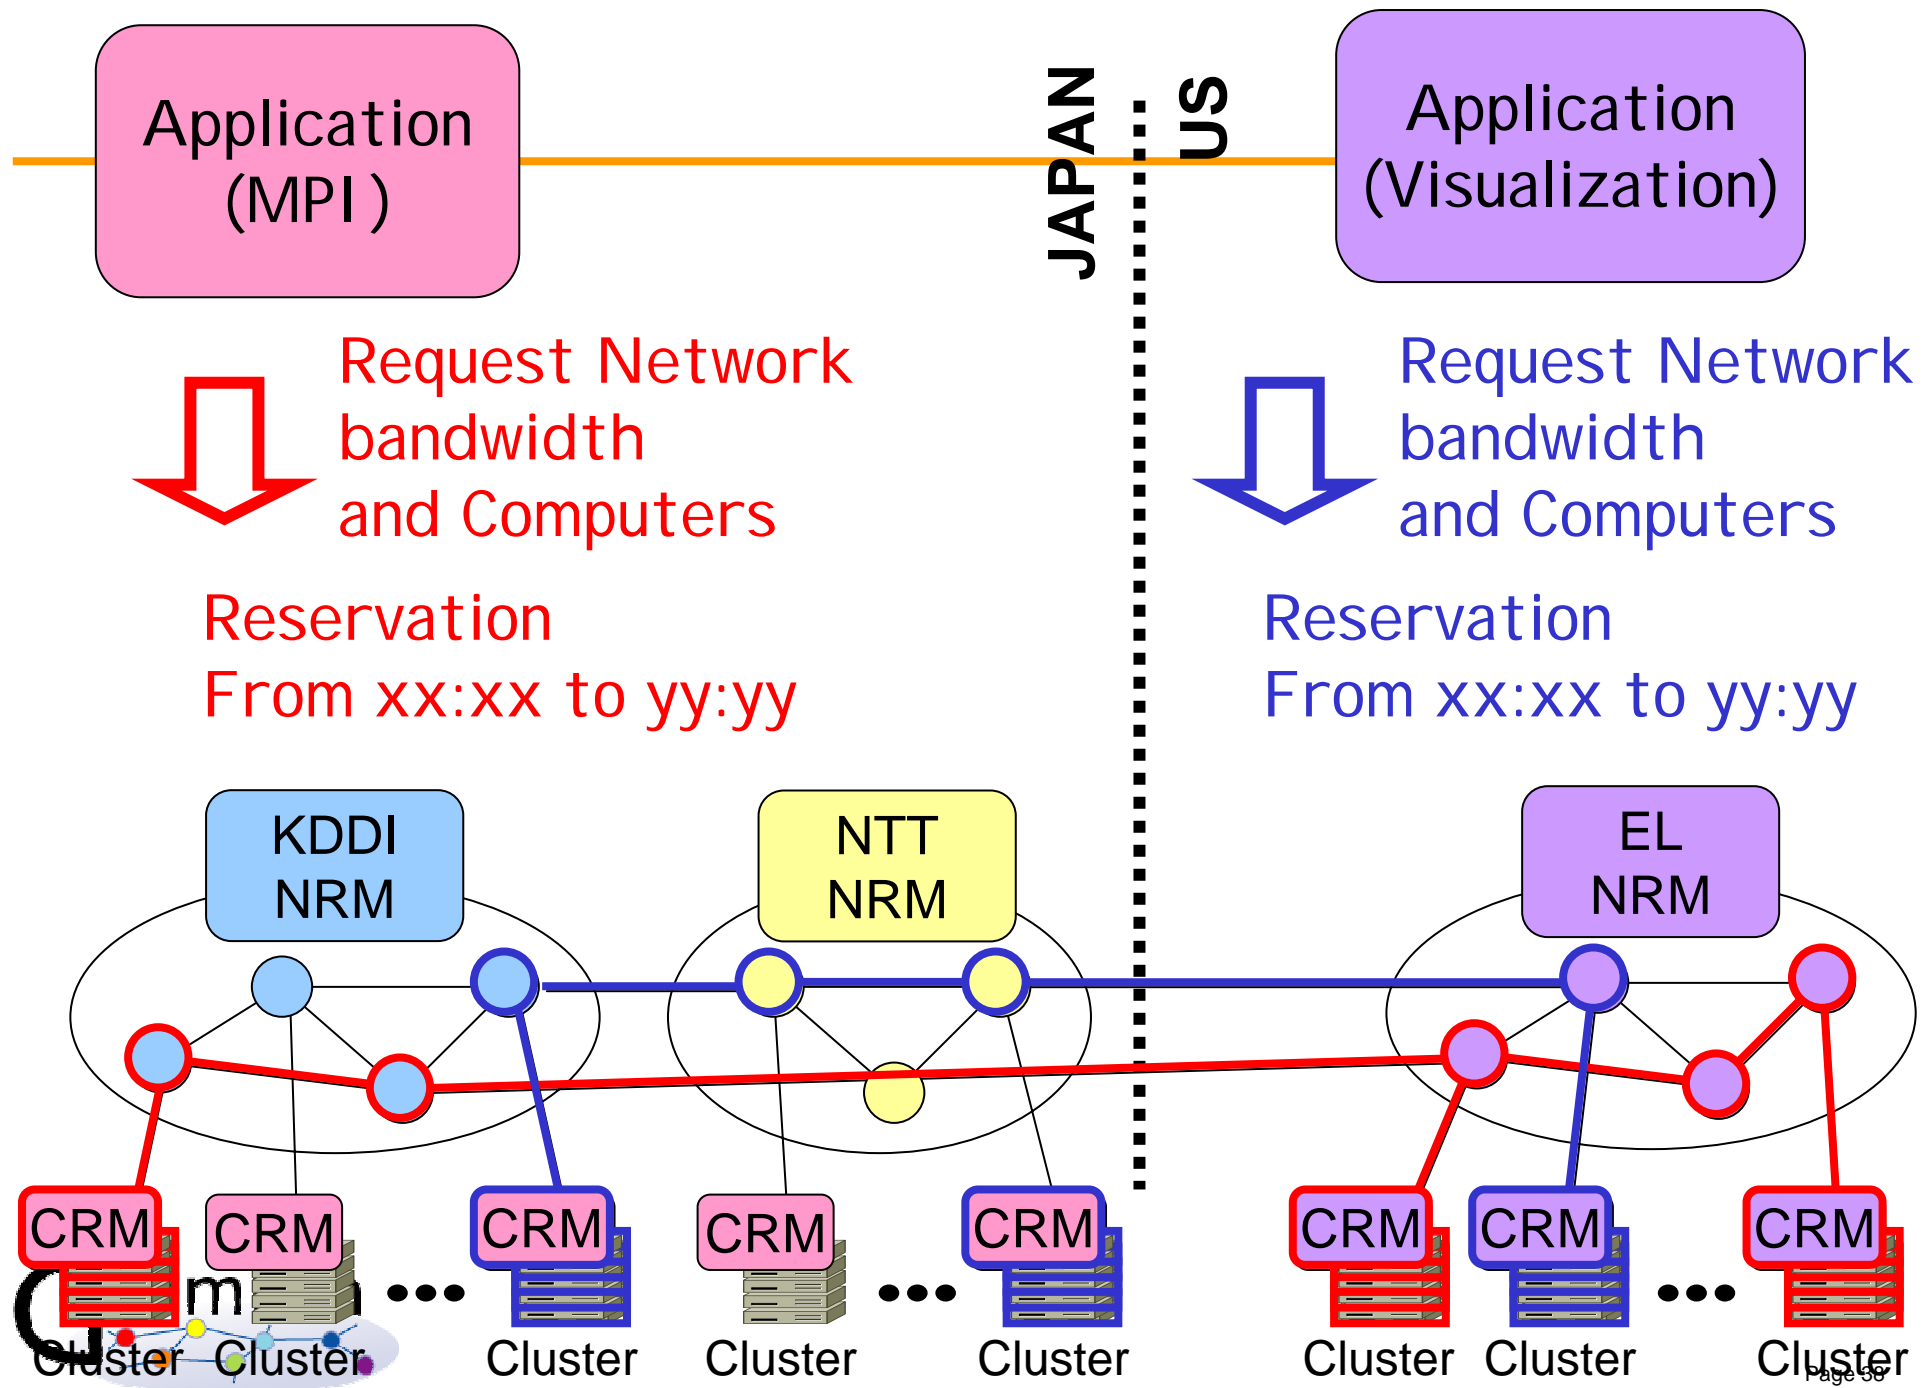 Application
(MPI)
JAPAN
US
Application
(Visualization)
Request Network
bandwidth
and Computers
Reservation
From xx:xx to yy:yy
Request Network
bandwidth
and Computers
Reservation
From xx:xx to yy:yy
KDDI
NRM
NTT
NRM
EL
NRM
CRM
CRM
CRM
CRM
CRM
CRM
CRM
CRM
Cluster
Cluster
Cluster
Cluster
Cluster
Cluster
Cluster
Cluster
Page 38